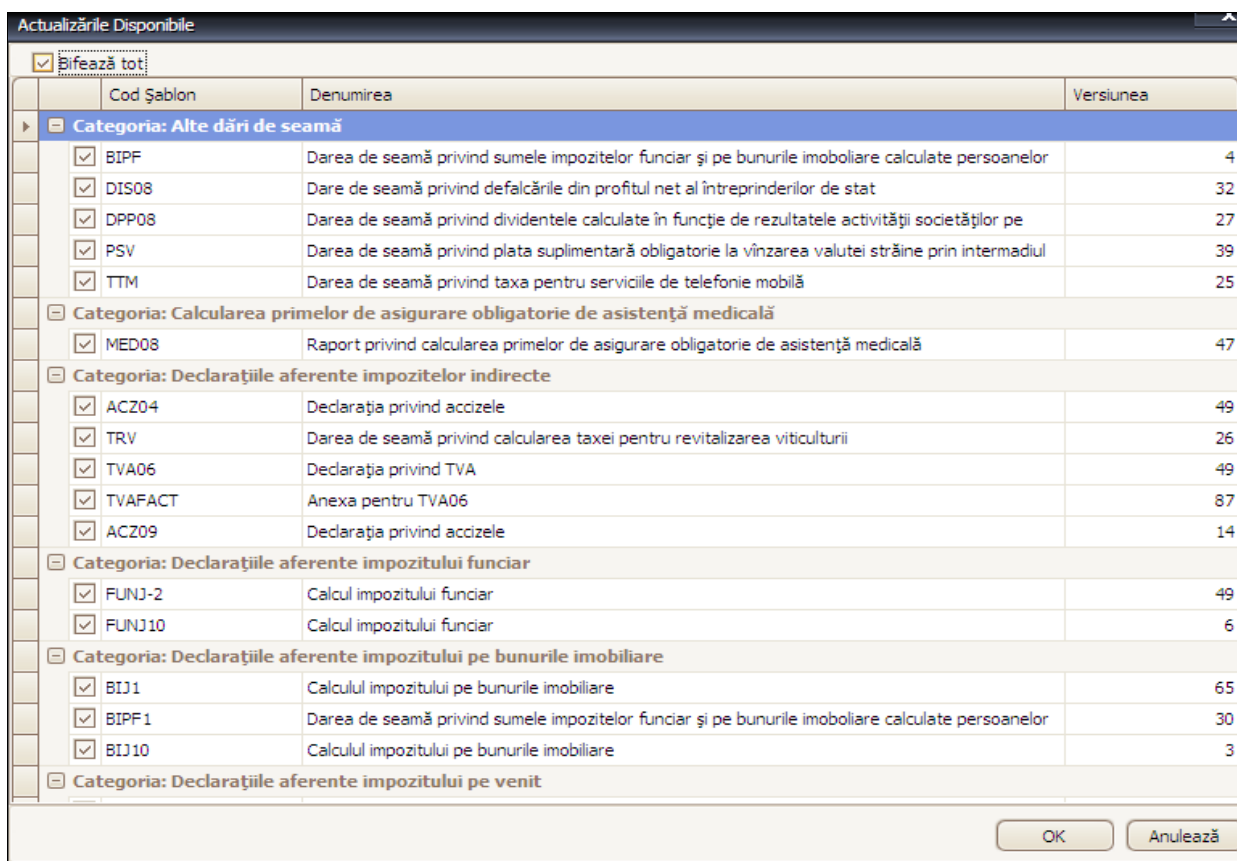 Actualizările Disponibile
Bifează tot
Cod Şablon Denumirea Versiunea
Categoria: Alte dări de seamă
BIPF Darea de seamă privind sumele impozitelor funciar şi pe bunurile imoboliare calculate persoanelor 4
DIS08 Dare de seamă privind defalcările din profitul net al întreprinderilor de stat 32
DPP08 Darea de seamă privind dividentele calculate în funcţie de rezultatele activităţii societăţilor pe 27
PSV Darea de seamă privind plata suplimentară obligatorie la vînzarea valutei străine prin intermadiul 39
TTM Darea de seamă privind taxa pentru serviciile de telefonie mobilă 25
Categoria: Calcularea primelor de asigurare obligatorie de asistenţă medicală
MED08 Raport privind calcularea primelor de asigurare obligatorie de asistenţă medicală 47
Categoria: Declaraţiile aferente impozitelor indirecte
ACZ04 Declaraţia privind accizele 49
TRV Darea de seamă privind calcularea taxei pentru revitalizarea viticulturii 26
TVA06 Declaraţia privind TVA 49
TVAFACT Anexa pentru TVA06 87
ACZ09 Declaraţia privind accizele 14
Categoria: Declaraţiile aferente impozitului funciar
FUNJ-2 Calcul impozitului funciar 49
FUNJ10 Calcul impozitului funciar 6
Categoria: Declaraţiile aferente impozitului pe bunurile imobiliare
BIJ1 Calculul impozitului pe bunurile imobiliare 65
BIPF1 Darea de seamă privind sumele impozitelor funciar şi pe bunurile imoboliare calculate persoanelor 30
BIJ10 Calculul impozitului pe bunurile imobiliare 3
Categoria: Declaraţiile aferente impozitului pe venit
OK Anulează